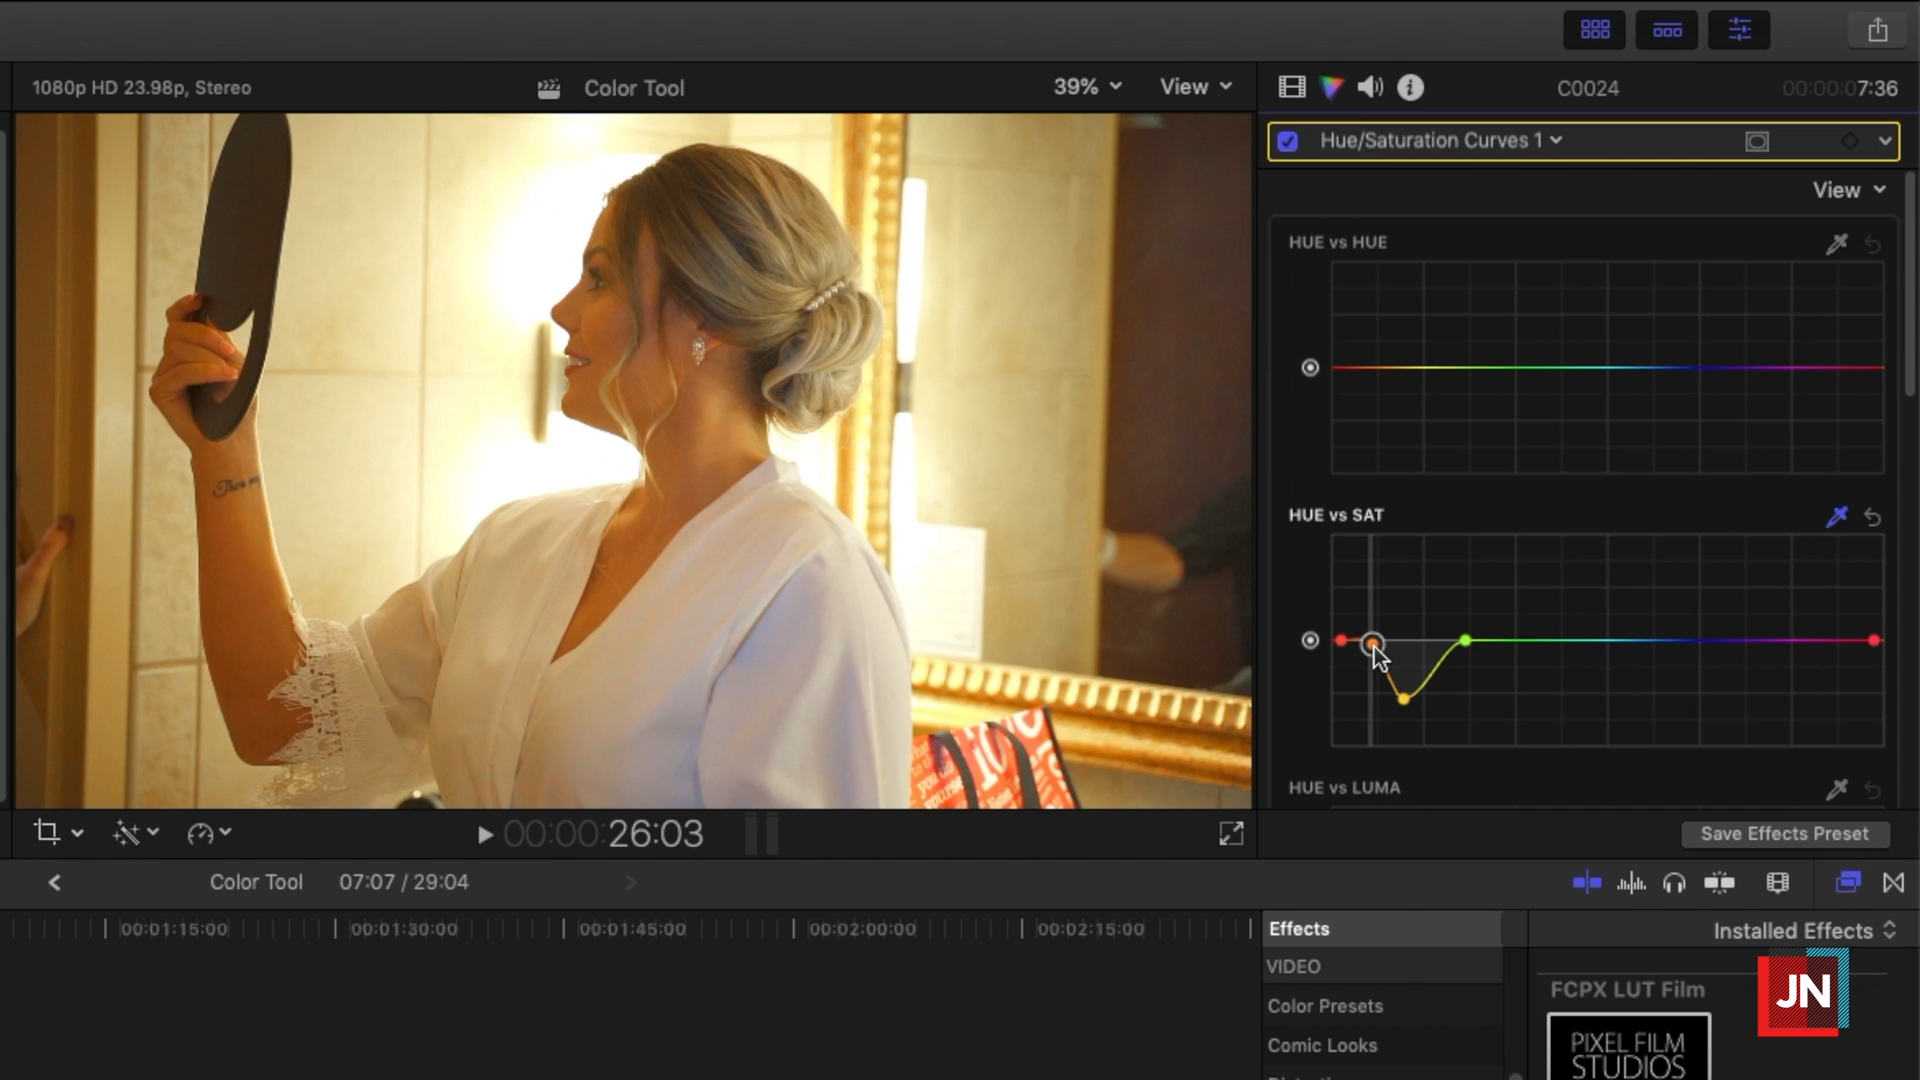 1080p HD 23.98p, Stereo
Color Tool
39%
View
C0024
00:00:07:36
Hue/Saturation Curves 1
View
HUE vs HUE
HUE vs SAT
HUE vs LUMA
Save Effects Preset
00:00:26:03
Color Tool
07:07 / 29:04
00:01:15:00
00:01:30:00
00:01:45:00
00:02:00:00
00:02:15:00
Effects
Installed Effects
VIDEO
Color Presets
Comic Looks
FCPX LUT Film
PIXEL FILM
STUDIOS
JN